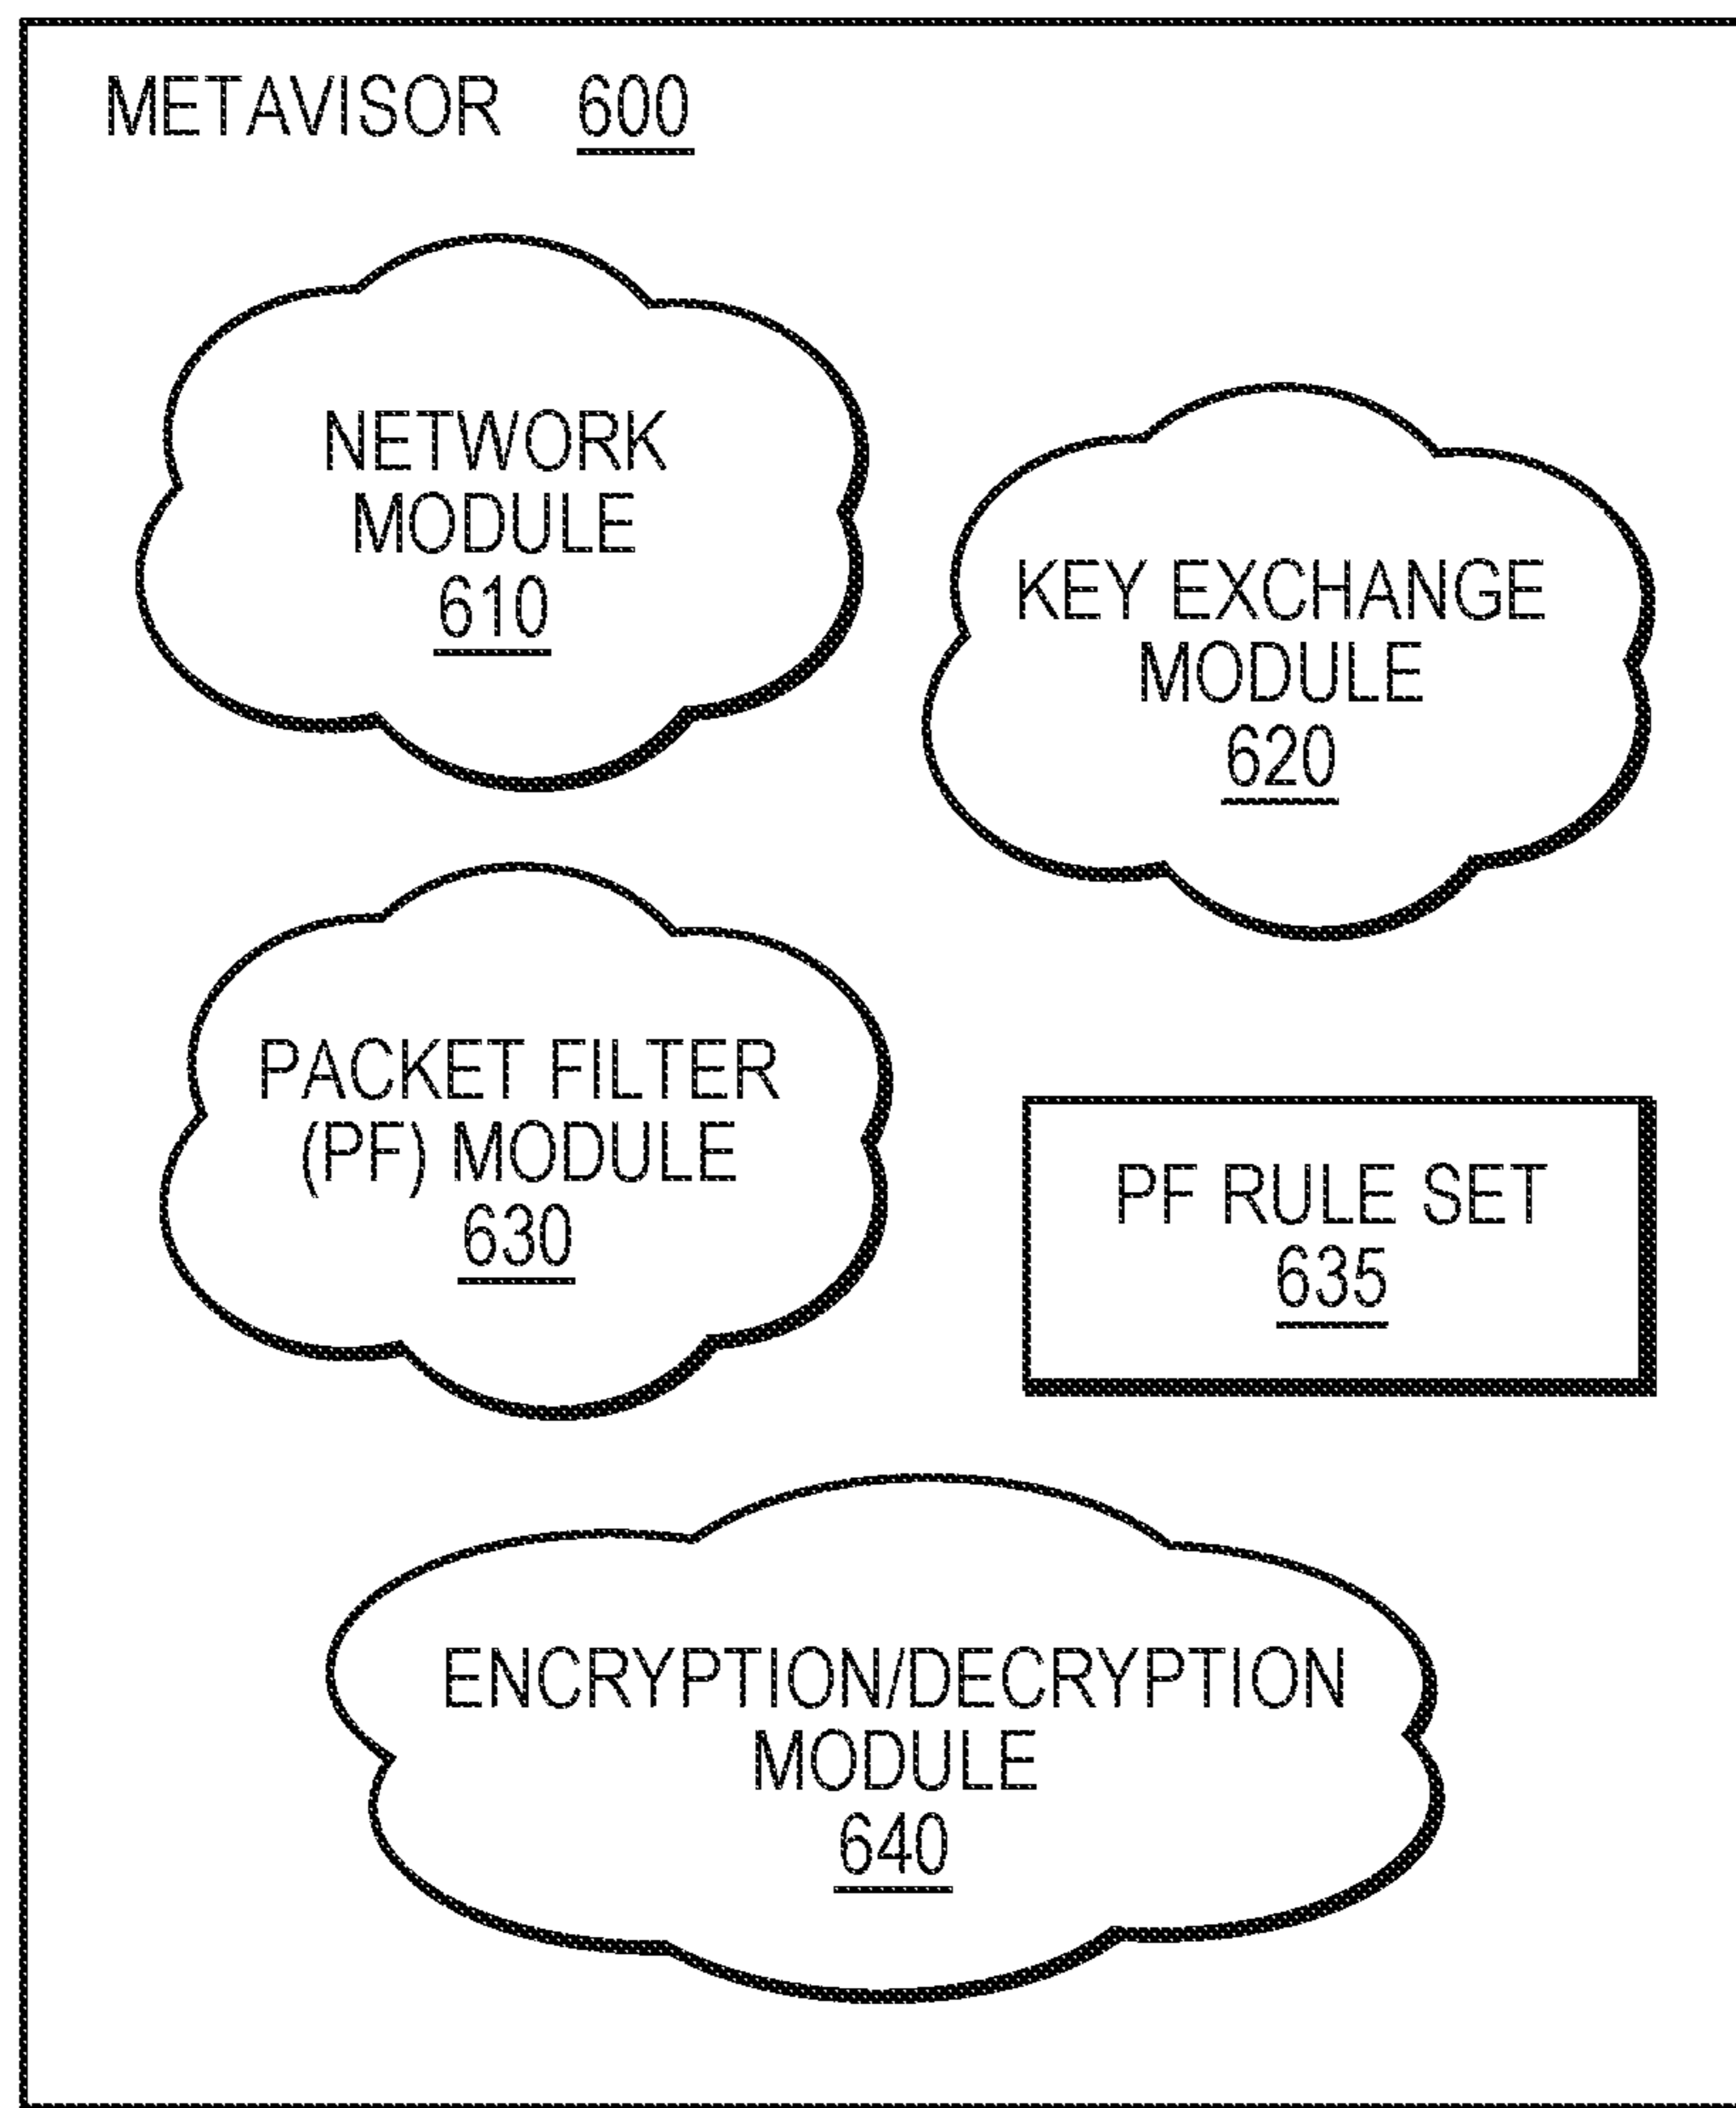 METAVISOR 600
NETWORK
MODULE
610
KEY EXCHANGE
MODULE
620
PACKET FILTER
(PF) MODULE
630
PF RULE SET
635
ENCRYPTION/DECRYPTION
MODULE
640